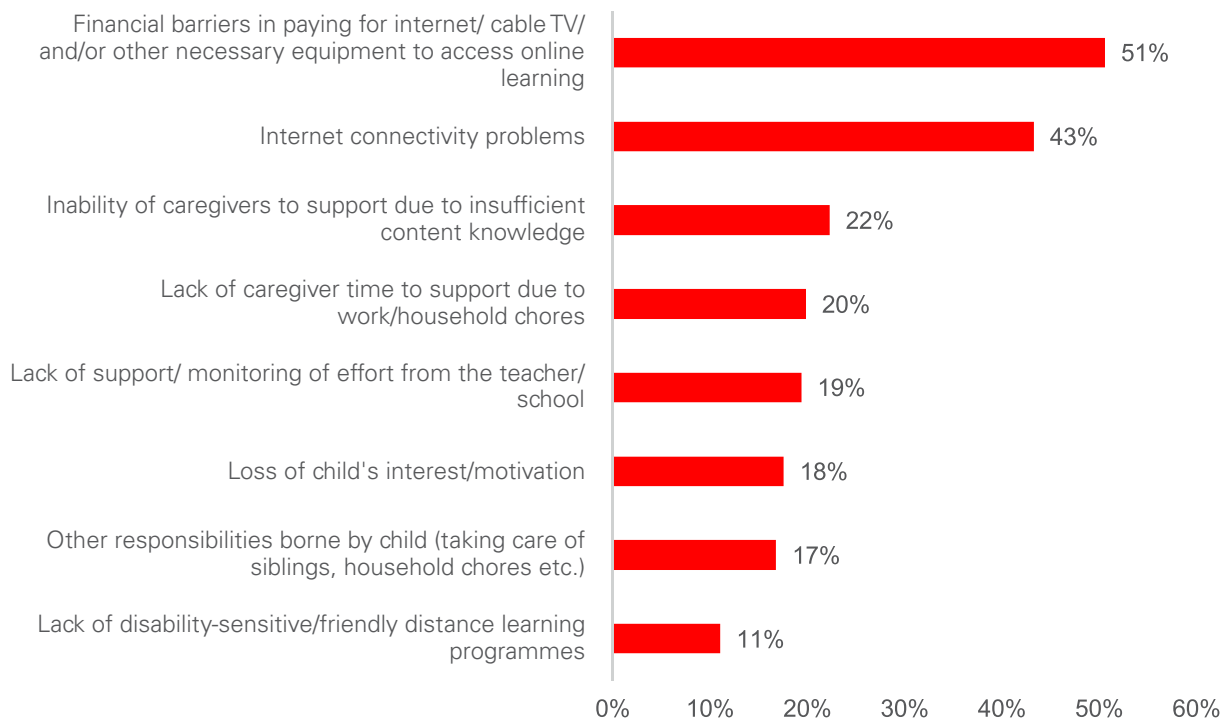 Financial barriers in paying for internet/ cable TV/
and/or other necessary equipment to access online
learning
51%
Internet connectivity problems
43%
Inability of caregivers to support due to insufficient
content knowledge
22%
Lack of caregiver time to support due to
work/household chores
20%
Lack of support/ monitoring of effort from the teacher/
school
19%
Loss of child's interest/motivation
18%
Other responsibilities borne by child (taking care of
siblings, household chores etc.)
17%
Lack of disability-sensitive/friendly distance learning
programmes
11%
0% 10% 20% 30% 40% 50% 60%